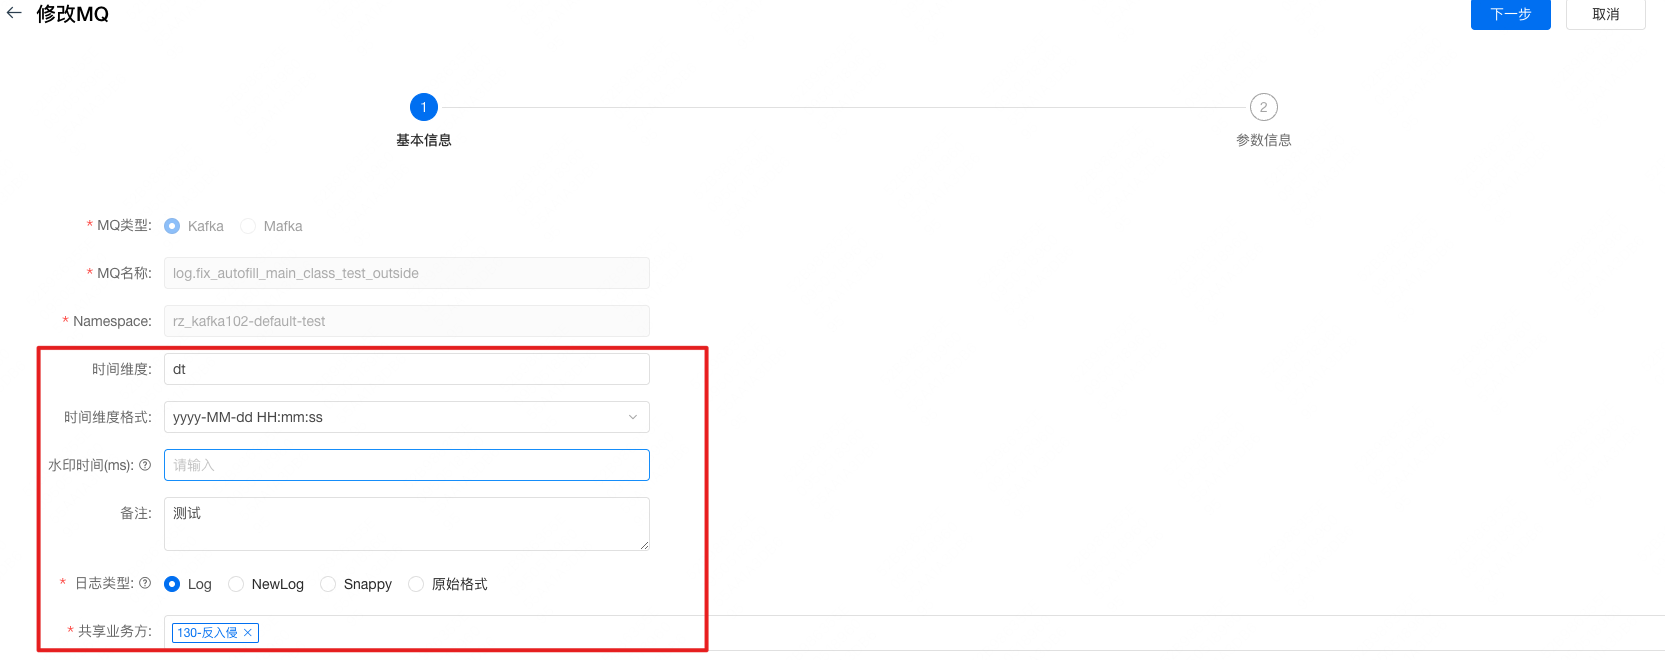 修改MQ
下一步 取消
1 2
基本信息 参数信息
* MQ类型: Kafka Mafka
* MQ名称: log.fix_autofill_main_class_test_outside
* Namespace: rz_kafka102-default-test
时间维度: dt
时间维度格式: yyyy-MM-dd HH:mm:ss
水印时间(ms): 请输入
备注: 测试
* 日志类型: Log NewLog Snappy 原始格式
* 共享业务方: 130-反入侵